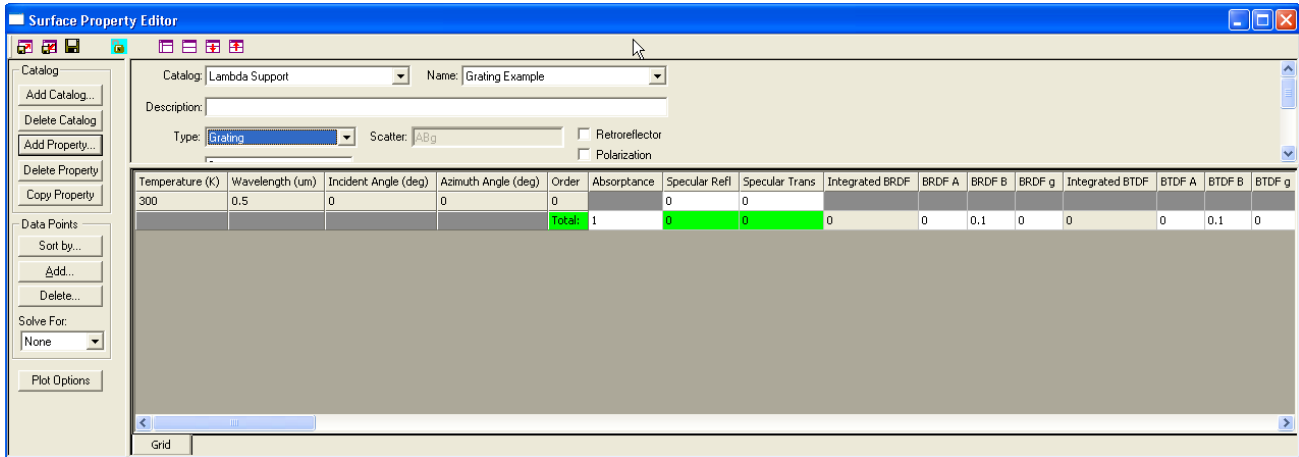 Surface Property Editor
Catalog
Add Catalog...
Delete Catalog
Add Property...
Delete Property
Copy Property
Data Points
Sort by...
Add...
Delete...
Solve For:
None
Plot Options
Catalog: Lambda Support Name: Grating Example
Description:
Type: Grating Scatter: ABg Retroreflector
Polarization
Temperature (K) Wavelength (um) Incident Angle (deg) Azimuth Angle (deg) Order Absorptance Specular Refl Specular Trans Integrated BRDF BRDF A BRDF B BRDF g Integrated BTDF BTDF A BTDF B BTDF g
300 0.5 0 0 0 0 0
Total: 1 0 0 0 0 0.1 0 0 0 0.1 0
Grid